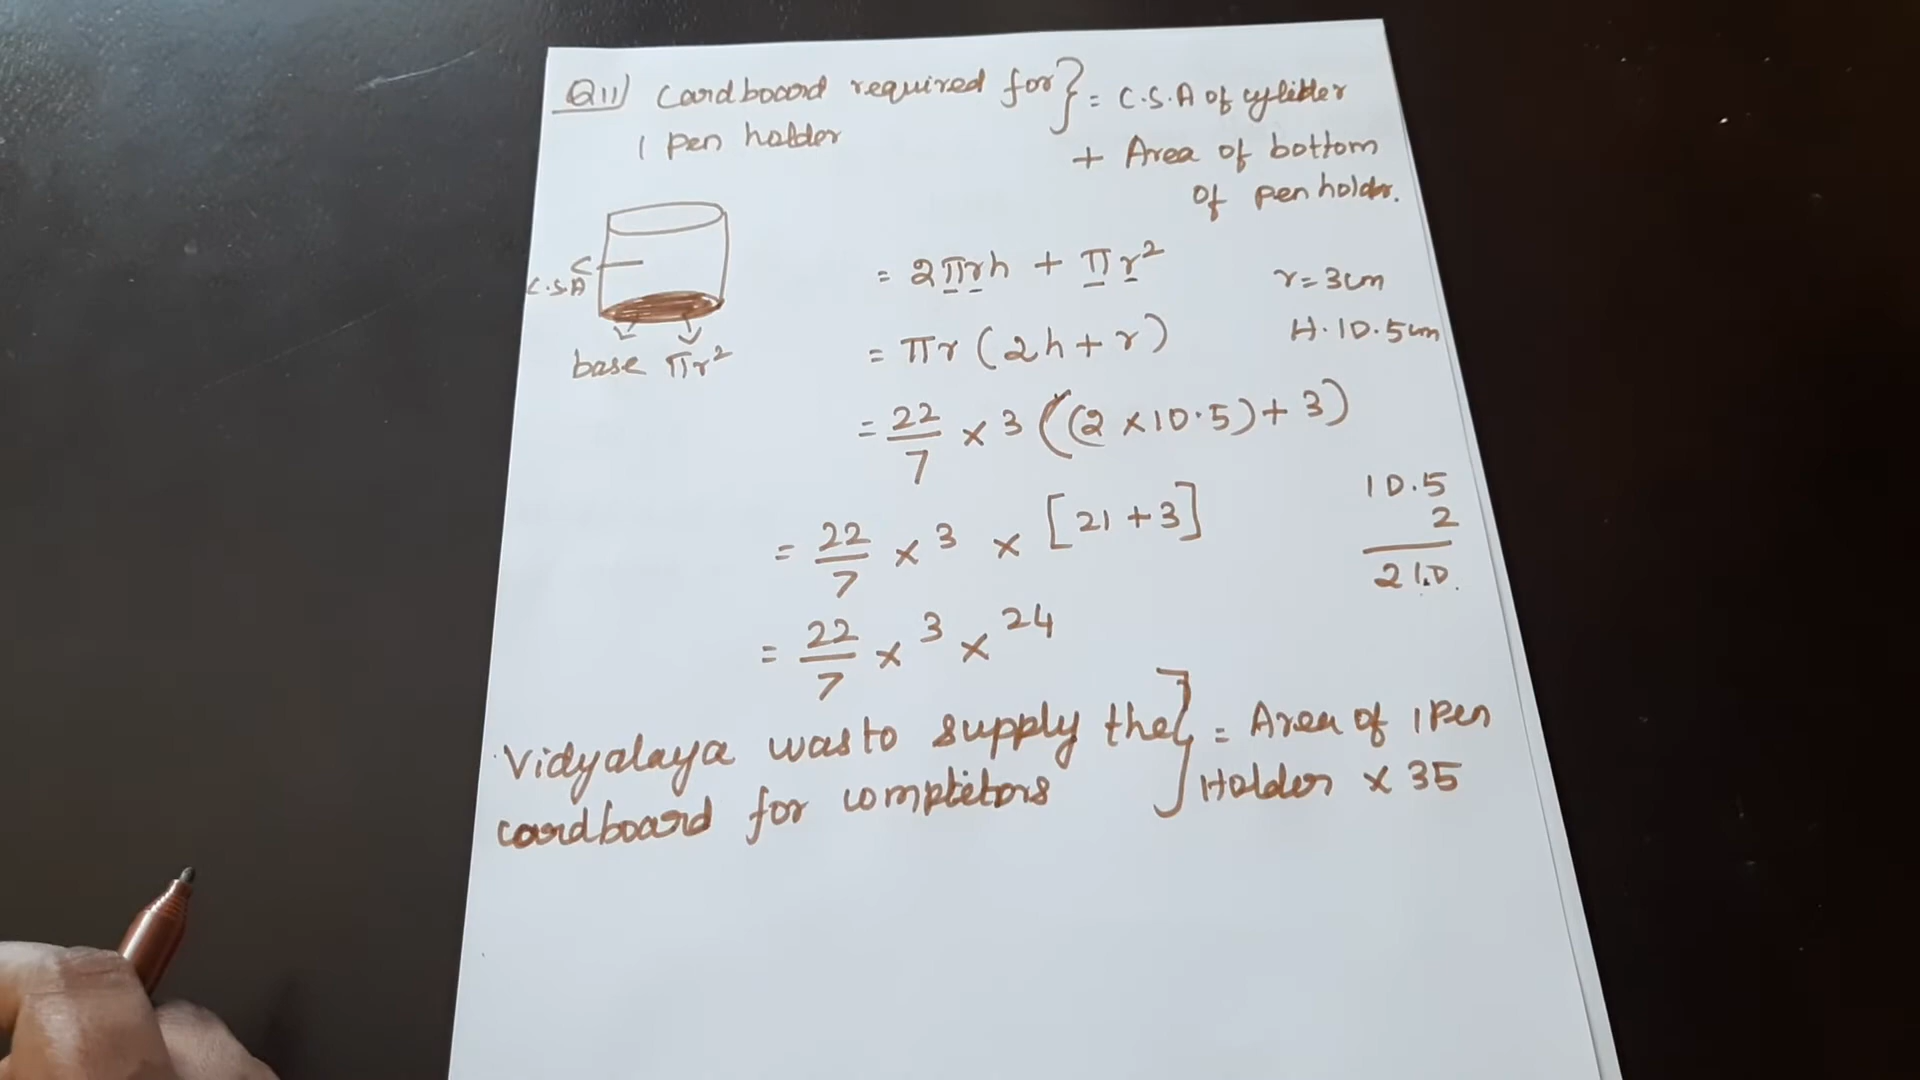 Q11) Cardboard required for } = C.S.A of cylinder
1 pen holder
+ Area of bottom
of pen holder.
C.S.A
base πr²
= 2πrh + πr²
r = 3cm
= πr (2h + r)
H. 10.5cm
= 22/7 × 3 ((2 × 10.5) + 3)
= 22/7 × 3 × [21 + 3]
10.5
2
21.0
= 22/7 × 3 × 24
Vidyalaya was to supply the } = Area of 1 Pen
cardboard for competitors Holder × 35